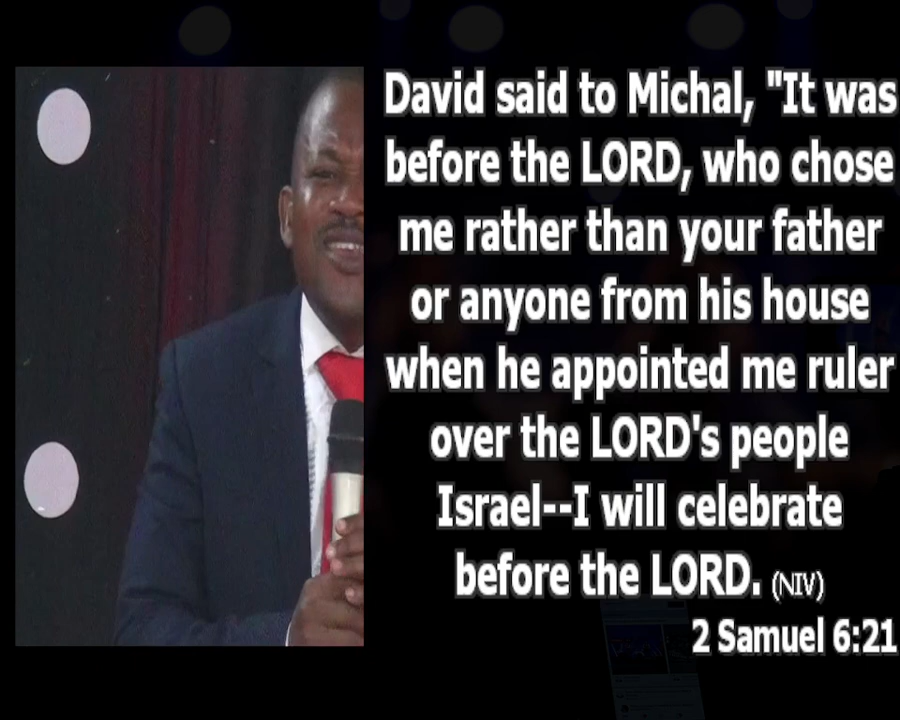 David said to Michal, "It was
before the LORD, who chose
me rather than your father
or anyone from his house
when he appointed me ruler
over the LORD's people
Israel--I will celebrate
before the LORD. (NIV)
2 Samuel 6:21